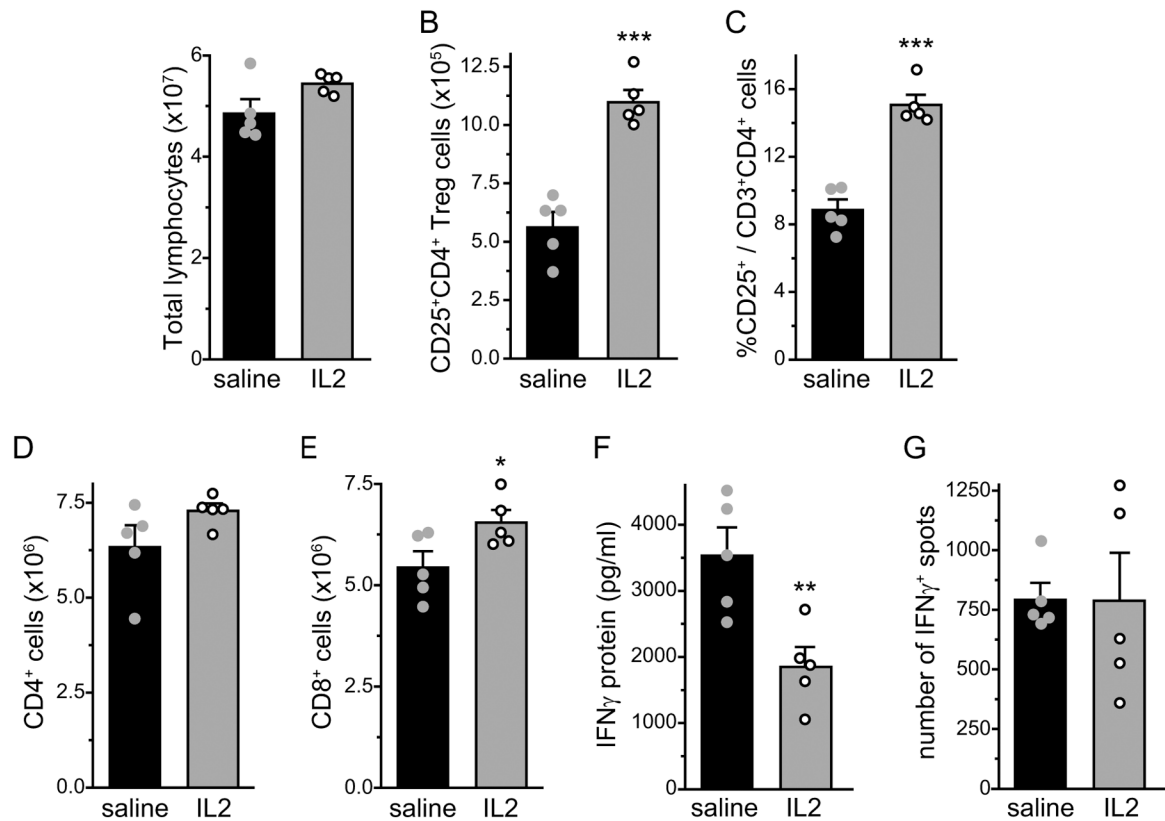 B
C
Total lymphocytes (x10⁷)
6
4
2
0
saline
IL2
CD25⁺CD4⁺ Treg cells (x10⁵)
12.5
10.0
7.5
5.0
2.5
0.0
***
saline
IL2
%CD25⁺ / CD3⁺CD4⁺ cells
16
12
8
4
0
***
saline
IL2
D
CD4⁺ cells (x10⁶)
7.5
5.0
2.5
0.0
saline
IL2
E
CD8⁺ cells (x10⁶)
7.5
5.0
2.5
0.0
*
saline
IL2
F
IFNγ protein (pg/ml)
4000
3000
2000
1000
0
**
saline
IL2
G
number of IFNγ⁺ spots
1250
1000
750
500
250
0
saline
IL2